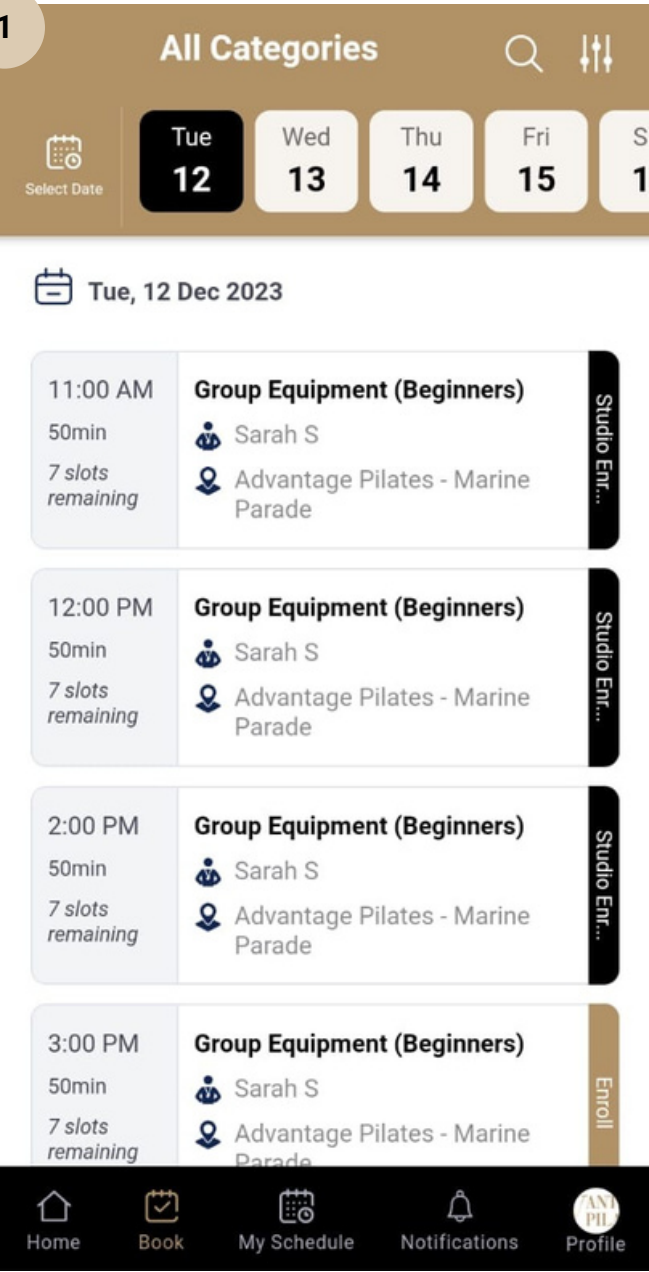 1
All Categories
Select Date
Tue
12
Wed
13
Thu
14
Fri
15
S
1
Tue, 12 Dec 2023
11:00 AM
50min
7 slots
remaining
Group Equipment (Beginners)
Sarah S
Advantage Pilates - Marine
Parade
Studio Enr...
12:00 PM
50min
7 slots
remaining
Group Equipment (Beginners)
Sarah S
Advantage Pilates - Marine
Parade
Studio Enr...
2:00 PM
50min
7 slots
remaining
Group Equipment (Beginners)
Sarah S
Advantage Pilates - Marine
Parade
Studio Enr...
3:00 PM
50min
7 slots
remaining
Group Equipment (Beginners)
Sarah S
Advantage Pilates - Marine
Parade
Enroll
Home
Book
My Schedule
Notifications
VANT
PIL
Profile